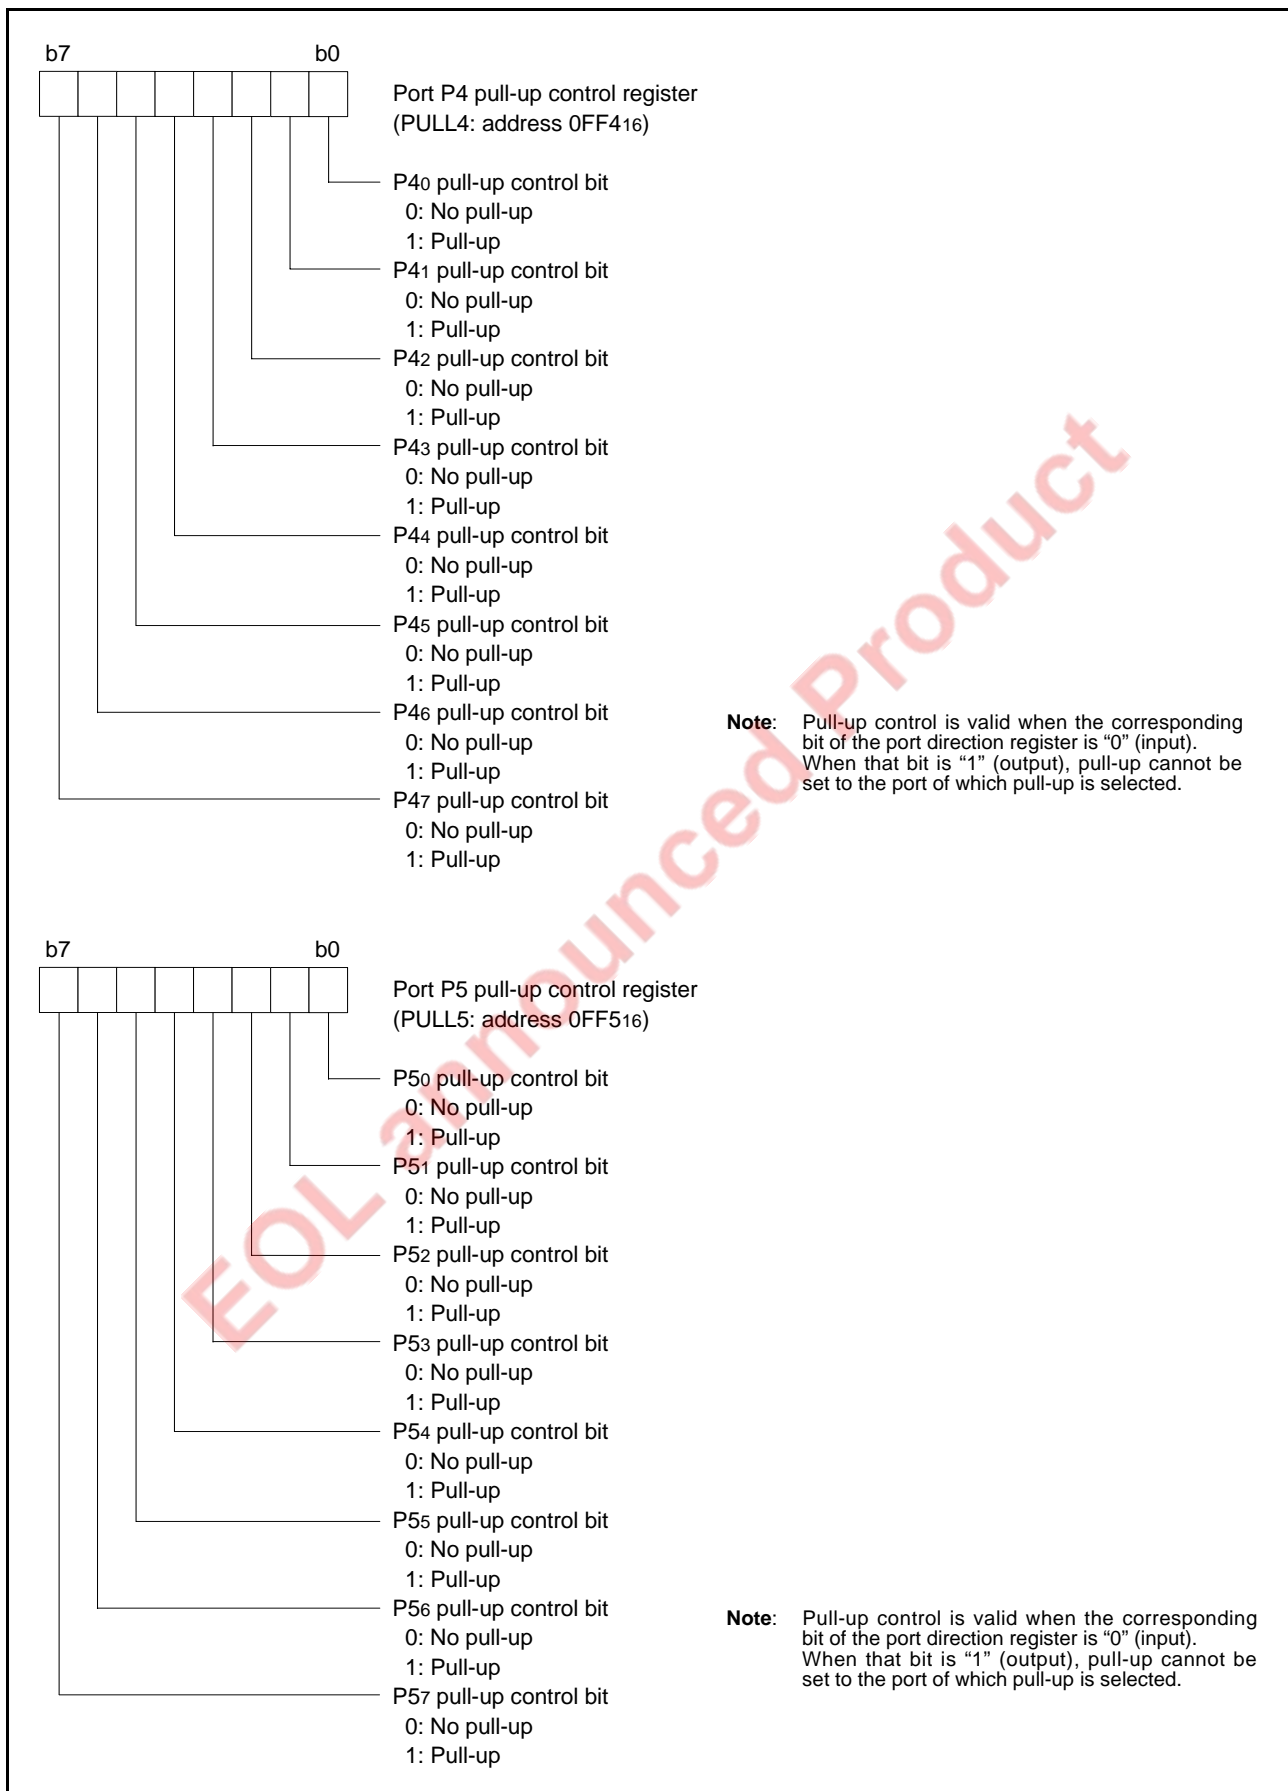 b7 b0
Port P4 pull-up control register
(PULL4: address 0FF416)
P40 pull-up control bit
0: No pull-up
1: Pull-up
P41 pull-up control bit
0: No pull-up
1: Pull-up
P42 pull-up control bit
0: No pull-up
1: Pull-up
P43 pull-up control bit
0: No pull-up
1: Pull-up
P44 pull-up control bit
0: No pull-up
1: Pull-up
P45 pull-up control bit
0: No pull-up
1: Pull-up
P46 pull-up control bit
0: No pull-up
1: Pull-up
P47 pull-up control bit
0: No pull-up
1: Pull-up
Note: Pull-up control is valid when the corresponding
bit of the port direction register is “0” (input).
When that bit is “1” (output), pull-up cannot be
set to the port of which pull-up is selected.
b7 b0
Port P5 pull-up control register
(PULL5: address 0FF516)
P50 pull-up control bit
0: No pull-up
1: Pull-up
P51 pull-up control bit
0: No pull-up
1: Pull-up
P52 pull-up control bit
0: No pull-up
1: Pull-up
P53 pull-up control bit
0: No pull-up
1: Pull-up
P54 pull-up control bit
0: No pull-up
1: Pull-up
P55 pull-up control bit
0: No pull-up
1: Pull-up
P56 pull-up control bit
0: No pull-up
1: Pull-up
P57 pull-up control bit
0: No pull-up
1: Pull-up
Note: Pull-up control is valid when the corresponding
bit of the port direction register is “0” (input).
When that bit is “1” (output), pull-up cannot be
set to the port of which pull-up is selected.
EOL announced Product